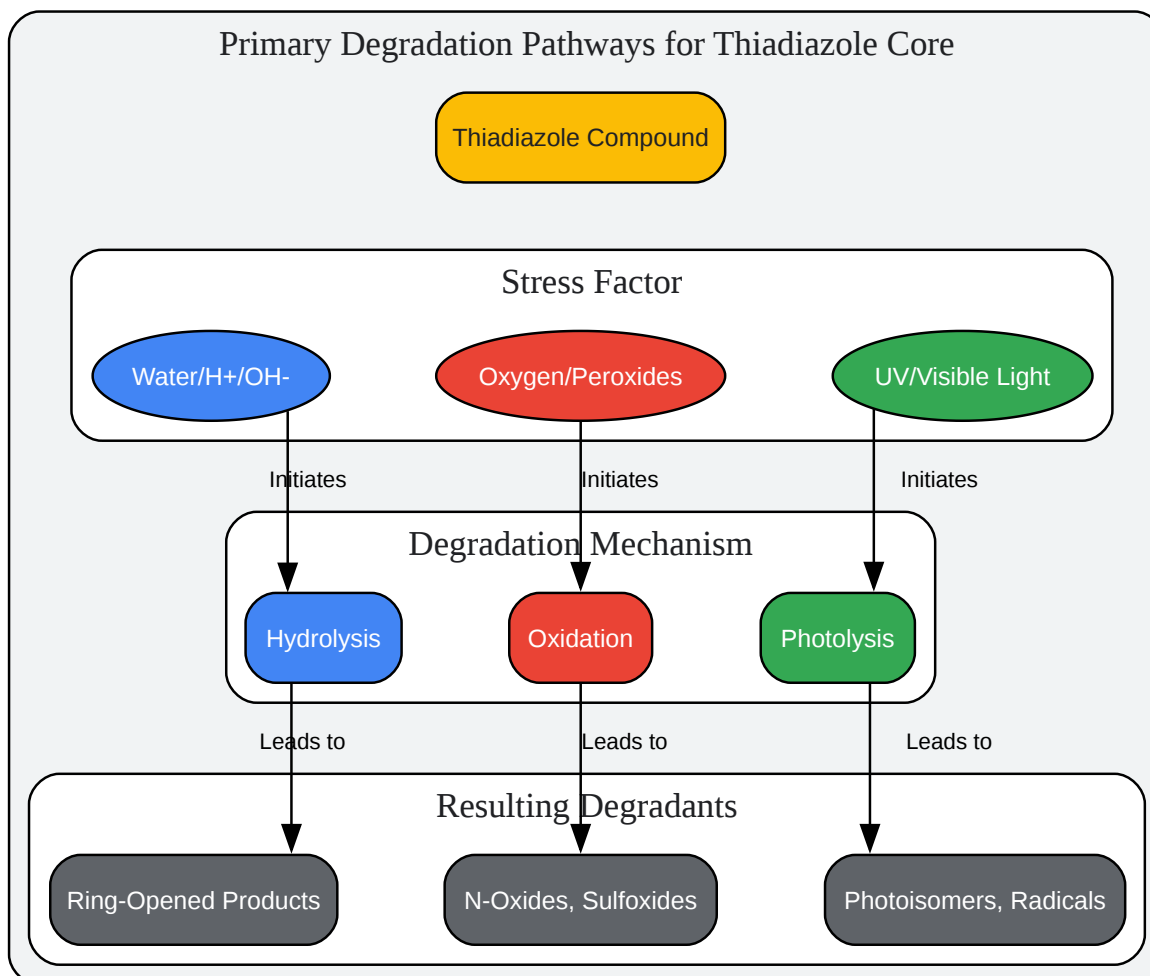 Primary Degradation Pathways for Thiadiazole Core
Thiadiazole Compound
Stress Factor
Water/H+/OH-
Oxygen/Peroxides
UV/Visible Light
Initiates
Initiates
Initiates
Degradation Mechanism
Hydrolysis
Oxidation
Photolysis
Leads to
Leads to
Leads to
Resulting Degradants
Ring-Opened Products
N-Oxides, Sulfoxides
Photoisomers, Radicals